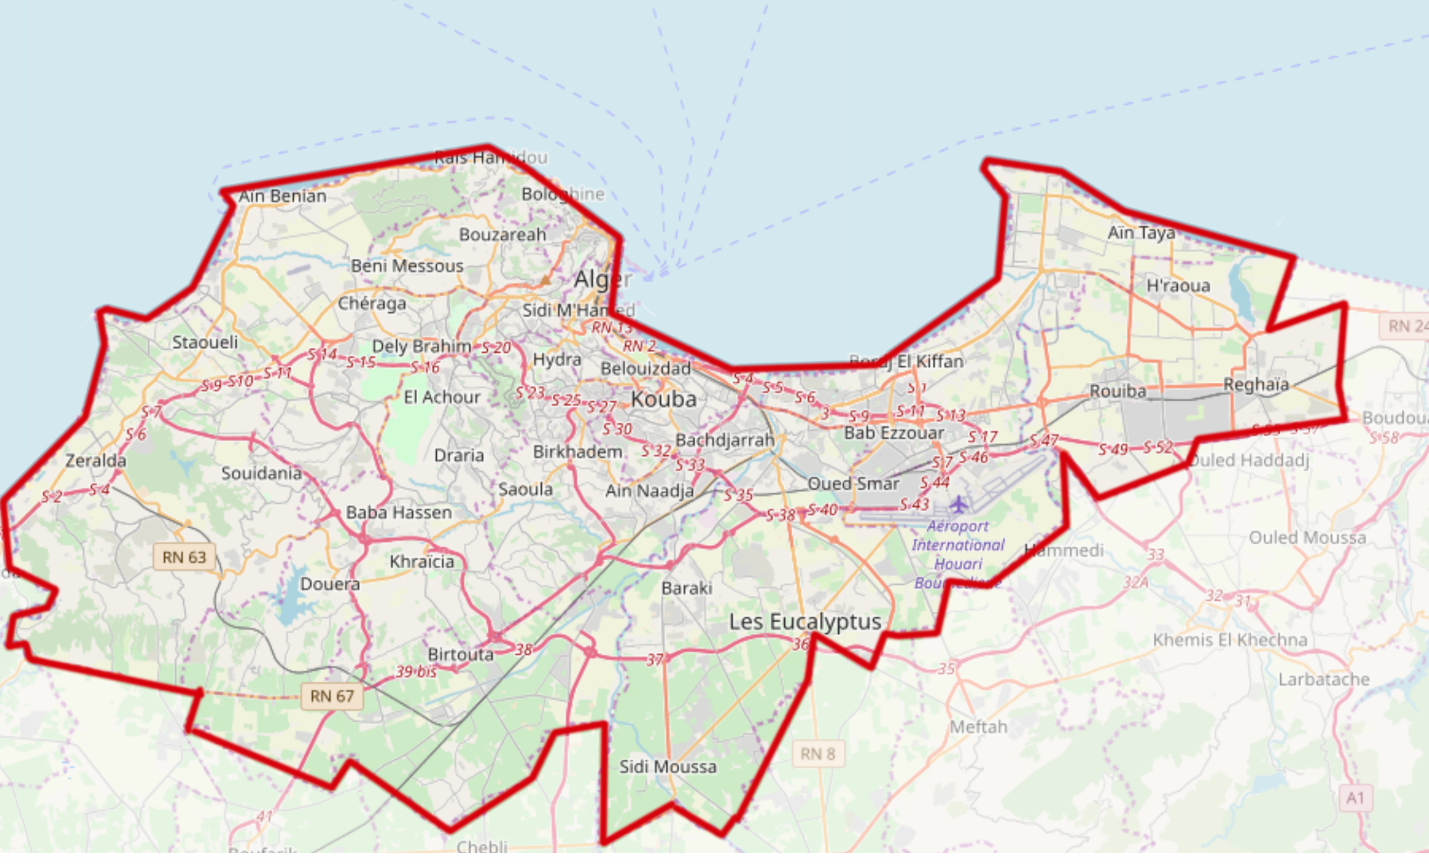 Raïs Hamidou
Aïn Benian
Bologhine
Bouzareah
Aïn Taya
Beni Messous
Alger
H'raoua
Chéraga
Sidi M'Hamed
RN 13
RN 24
Staoueli
Dely Brahim
S 20
RN 2
S 14
S 15
S 16
Hydra
Belouizdad
Bordj El Kiffan
S 9
S 10
S 11
S 4
S 5
S 6
3
El Achour
S 23
S 25
S 27
Kouba
S 9
S 11
S 13
Rouiba
Reghaïa
S 7
S 6
S 30
Bachdjarrah
Bab Ezzouar
S 17
S 47
S 49
S 52
S 58
Zeralda
Souidania
Draria
Birkhadem
S 32
S 33
S 7
S 46
Ouled Haddadj
S 2
S 4
Saoula
Ain Naadja
S 35
Oued Smar
S 44
Baba Hassen
S 38
S 40
S 43
Aéroport
International
Houari
Boumediene
Hammedi
Ouled Moussa
RN 63
Khraïcia
33
Douera
Baraki
32A
32
31
Les Eucalyptus
Khemis El Khechna
Birtouta
38
37
36
35
39 bis
Larbatache
RN 67
Meftah
RN 8
Sidi Moussa
A1
41
Boufarik
Chebli